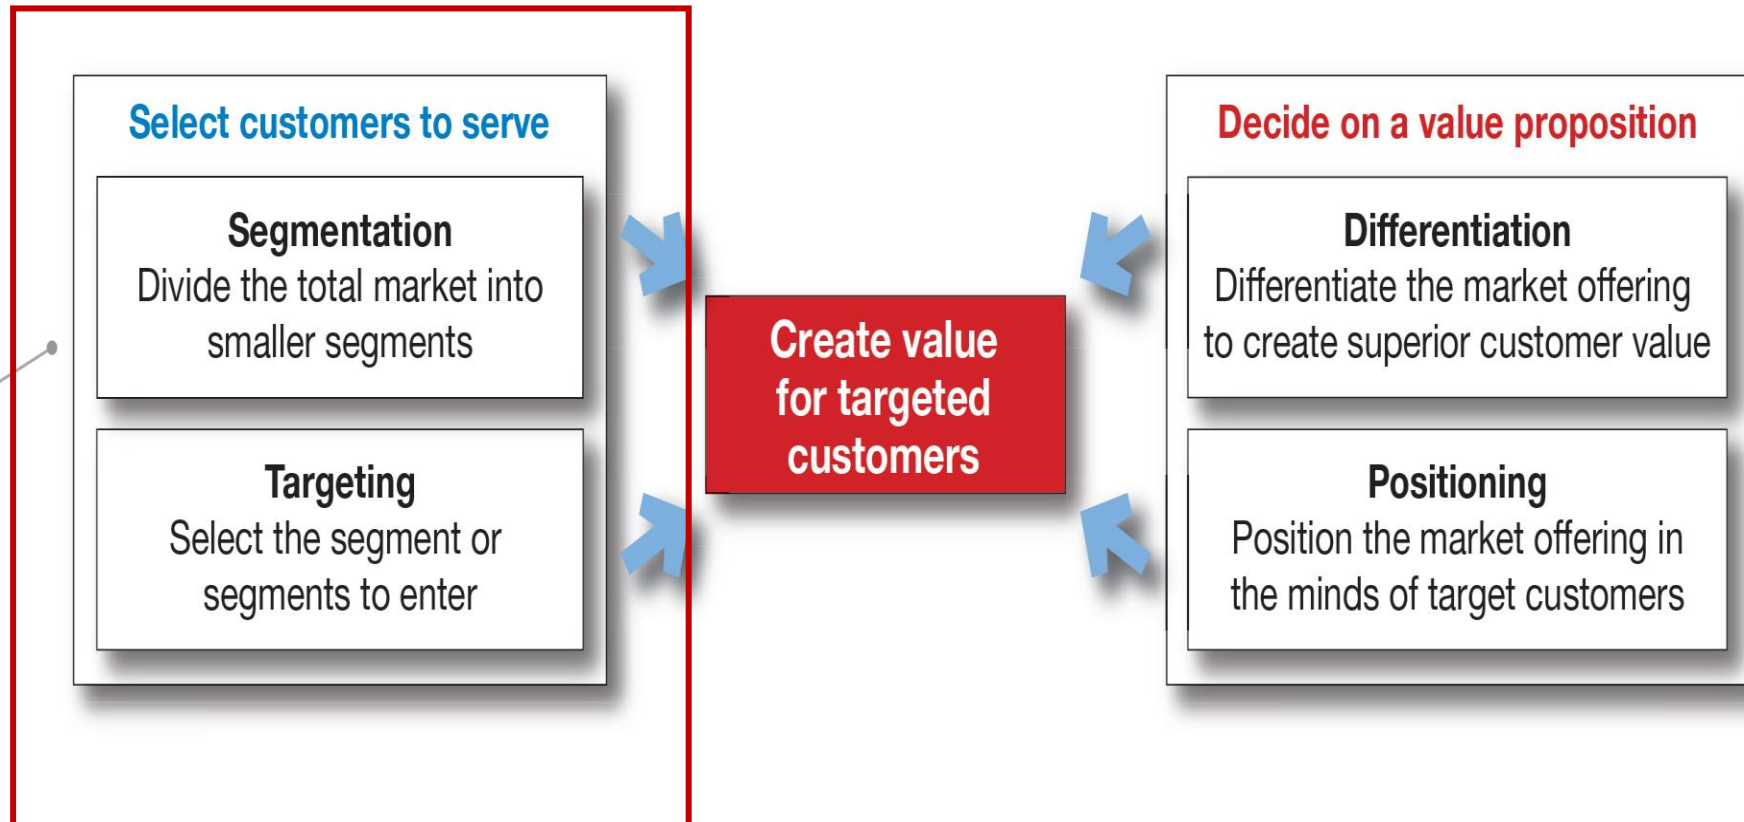 Select customers to serve
Segmentation
Divide the total market into
smaller segments
Targeting
Select the segment or
segments to enter
Create value
for targeted
customers
Decide on a value proposition
Differentiation
Differentiate the market offering
to create superior customer value
Positioning
Position the market offering in
the minds of target customers